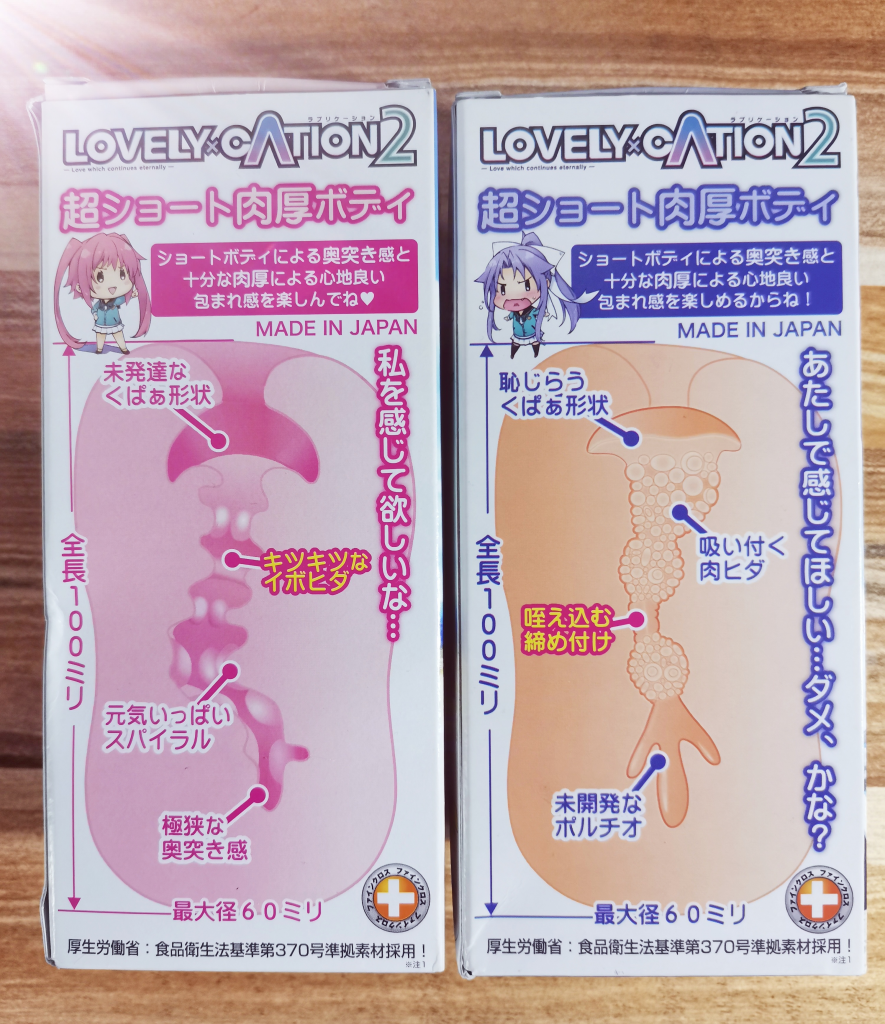 LOVELY×CATION2
ラブリケーション
— Love which continues eternally —
超ショート肉厚ボディ
ショートボディによる奥突き感と
十分な肉厚による心地良い
包まれ感を楽しんでね♥
MADE IN JAPAN
私を感じて欲しいな…
未発達な
くぱぁ形状
キツキツな
イボヒダ
全長100ミリ
元気いっぱい
スパイラル
極狭な
奥突き感
最大径60ミリ
ファインクロス ファインクロス
厚生労働省：食品衛生法基準第370号準拠素材採用！
※注1
LOVELY×CATION2
ラブリケーション
— Love which continues eternally —
超ショート肉厚ボディ
ショートボディによる奥突き感と
十分な肉厚による心地良い
包まれ感を楽しめるからね！
MADE IN JAPAN
あたしで感じてほしい…ダメ、かな？
恥じらう
くぱぁ形状
吸い付く
肉ヒダ
咥え込む
締め付け
全長100ミリ
未開発な
ポルチオ
最大径60ミリ
ファインクロス ファインクロス
厚生労働省：食品衛生法基準第370号準拠素材採用！
※注1